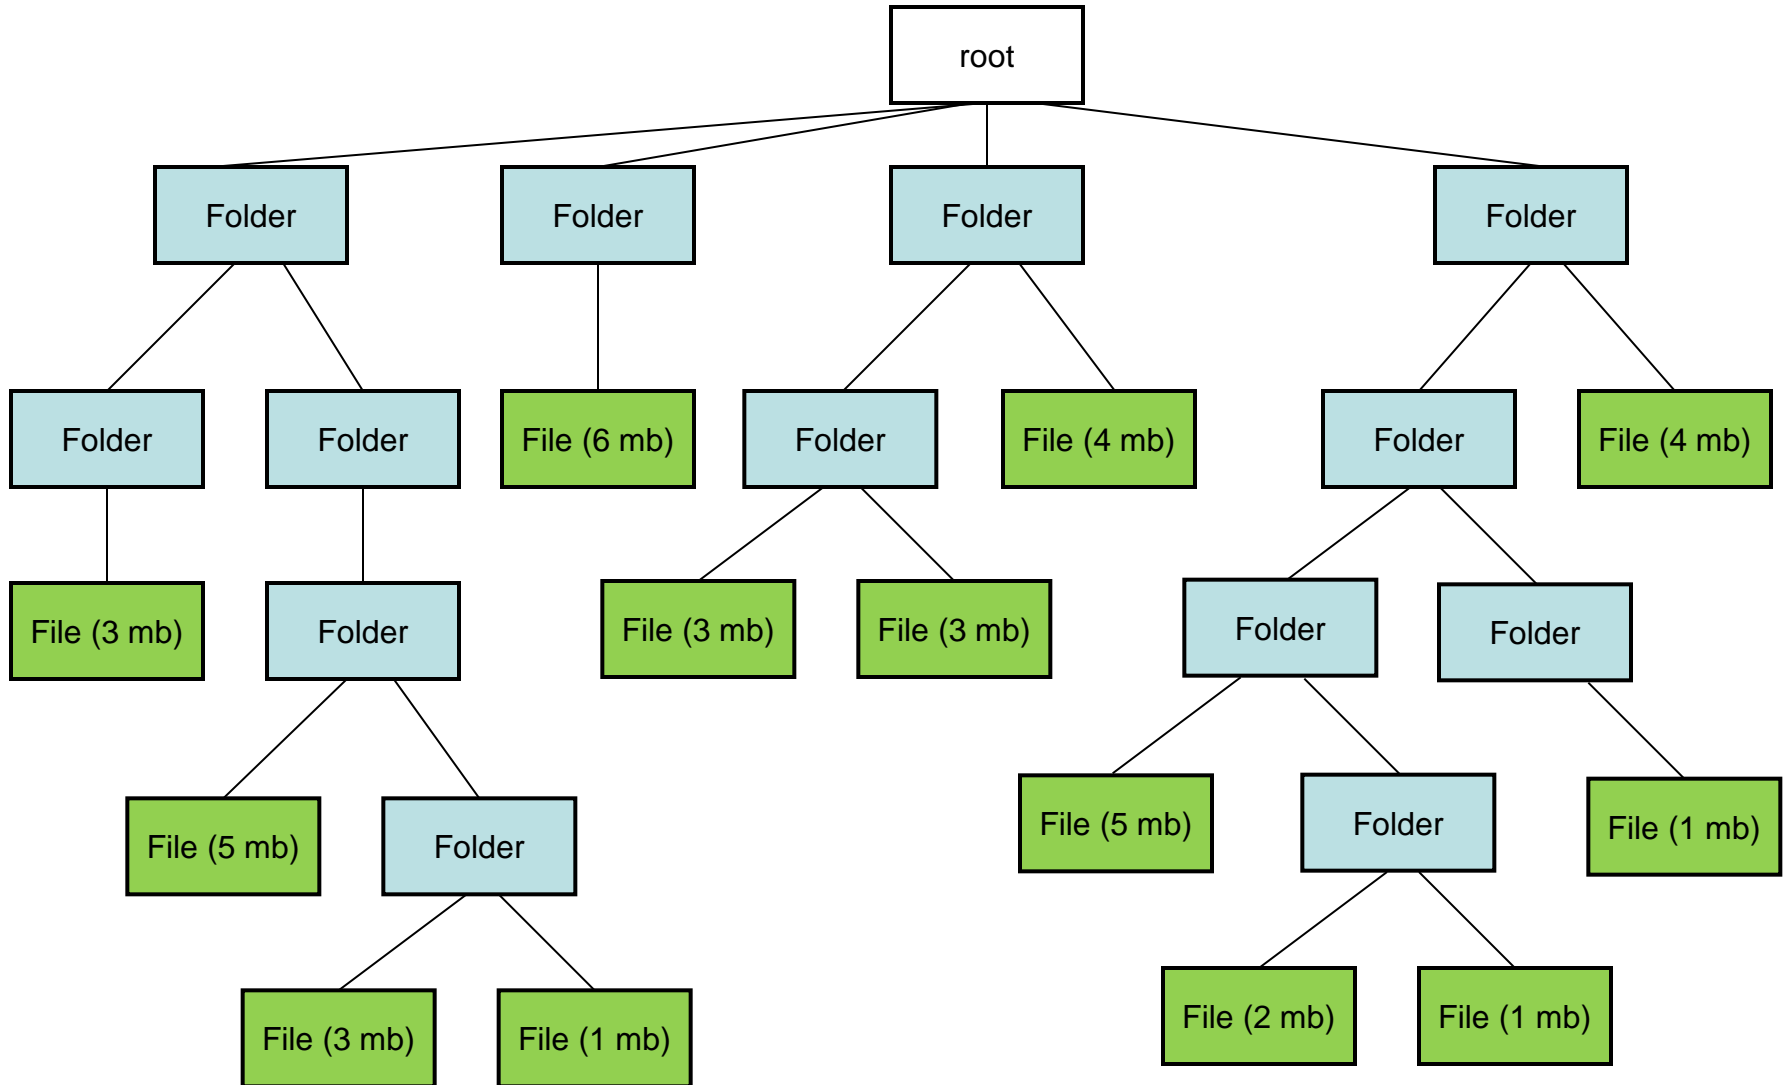 root
Folder
Folder
Folder
Folder
Folder
Folder
File (6 mb)
Folder
File (4 mb)
Folder
File (4 mb)
File (3 mb)
Folder
File (3 mb)
File (3 mb)
Folder
Folder
File (5 mb)
Folder
File (5 mb)
Folder
File (1 mb)
File (3 mb)
File (1 mb)
File (2 mb)
File (1 mb)